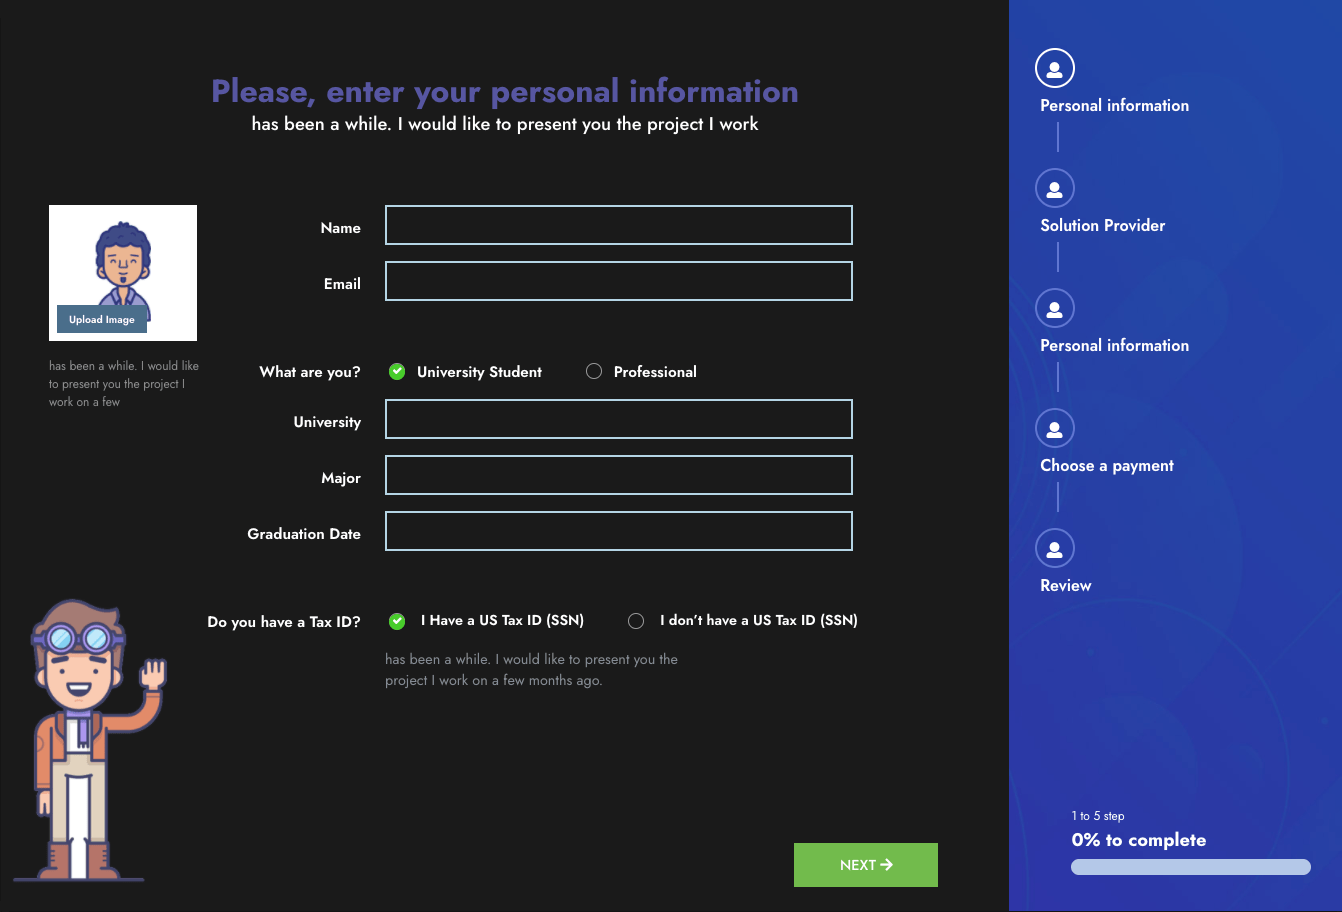 Please, enter your personal information
has been a while. I would like to present you the project I work
Upload Image
has been a while. I would like
to present you the project I
work on a few
Name
Email
What are you?
University Student
Professional
University
Major
Graduation Date
Do you have a Tax ID?
I Have a US Tax ID (SSN)
I don’t have a US Tax ID (SSN)
has been a while. I would like to present you the
project I work on a few months ago.
NEXT
Personal information
Solution Provider
Personal information
Choose a payment
Review
1 to 5 step
0% to complete